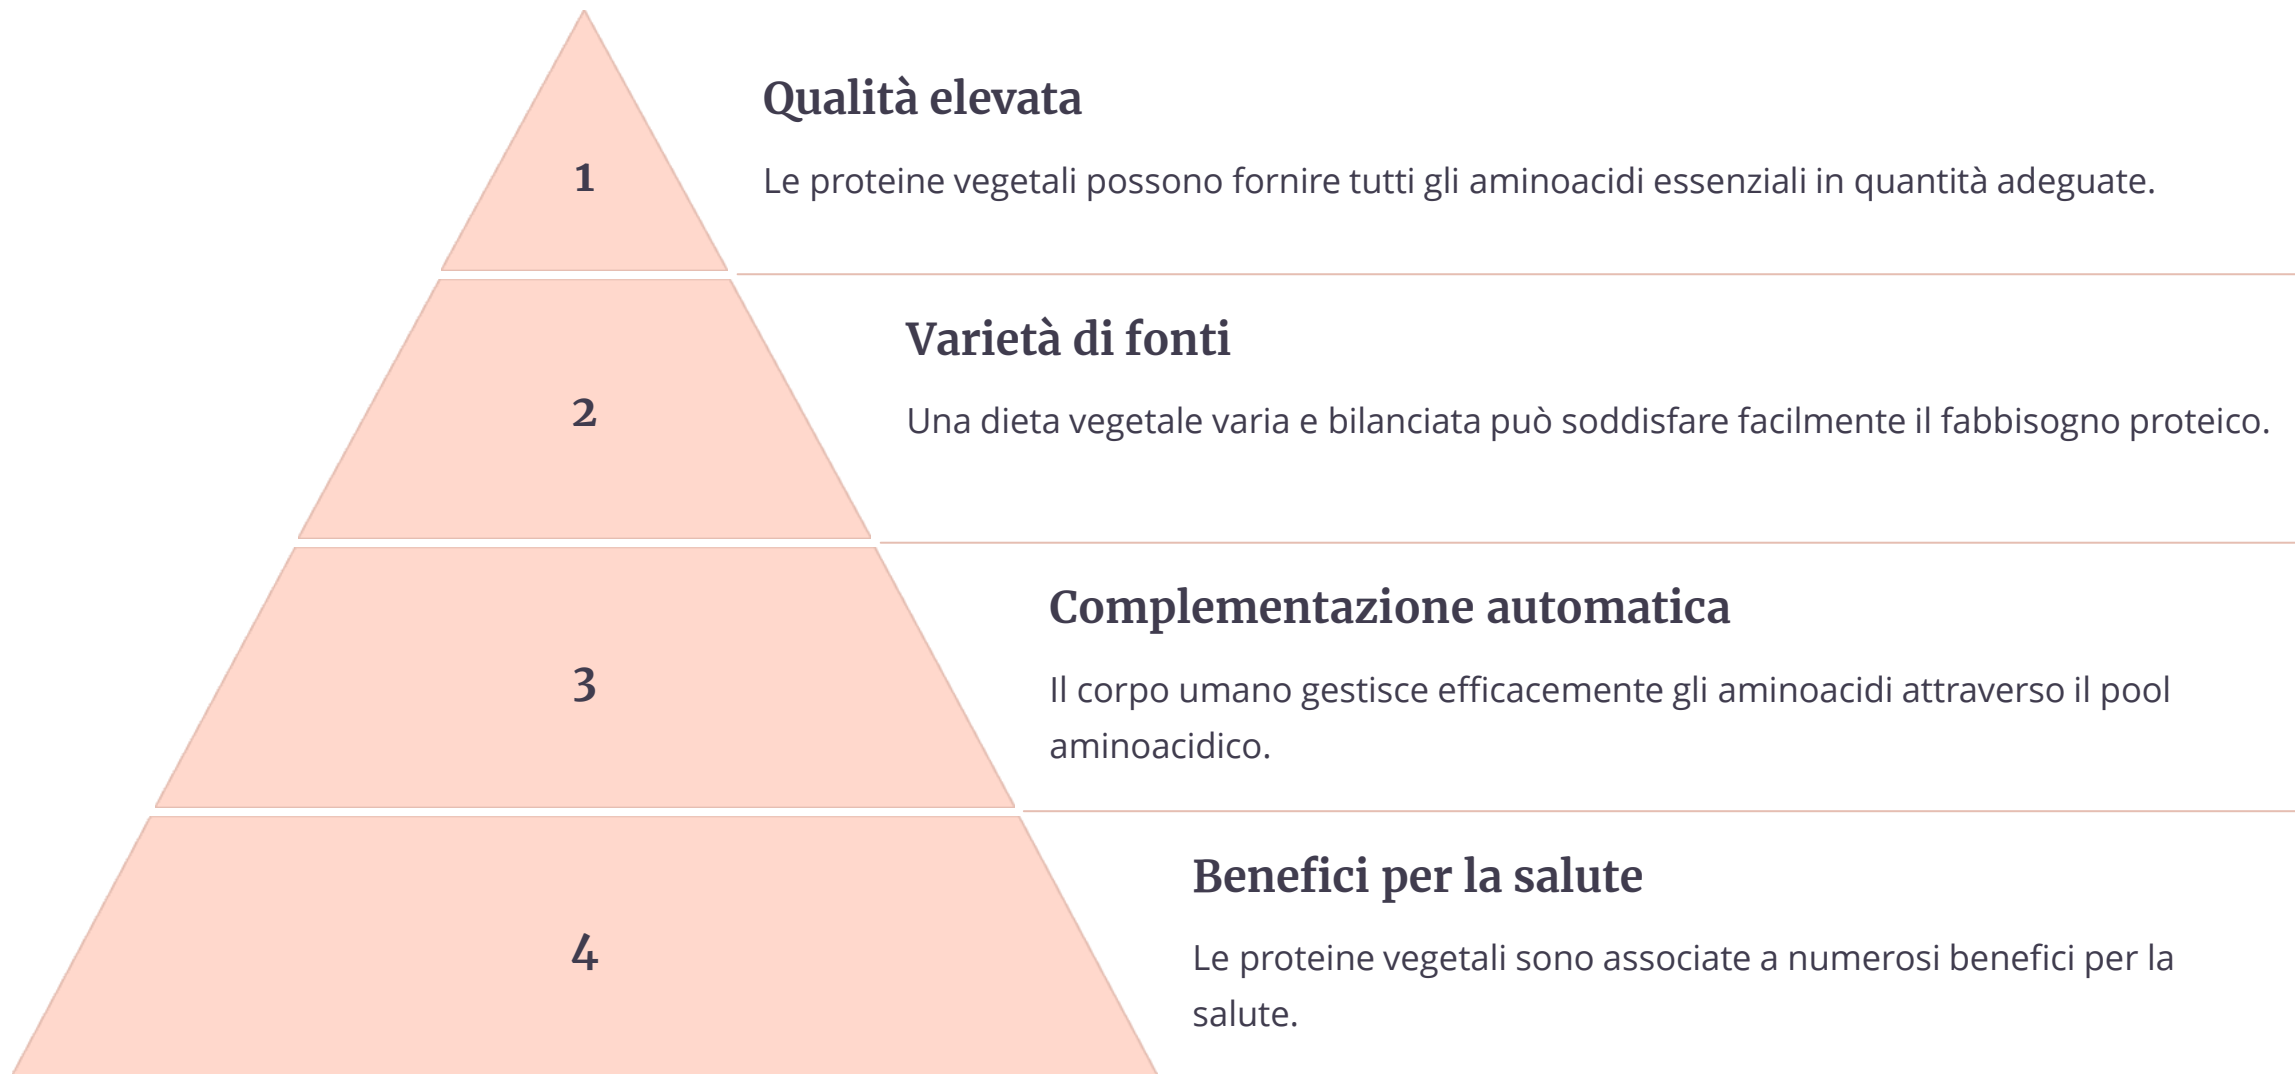 1
Qualità elevata
Le proteine vegetali possono fornire tutti gli aminoacidi essenziali in quantità adeguate.
2
Varietà di fonti
Una dieta vegetale varia e bilanciata può soddisfare facilmente il fabbisogno proteico.
3
Complementazione automatica
Il corpo umano gestisce efficacemente gli aminoacidi attraverso il pool
aminoacidico.
4
Benefici per la salute
Le proteine vegetali sono associate a numerosi benefici per la
salute.